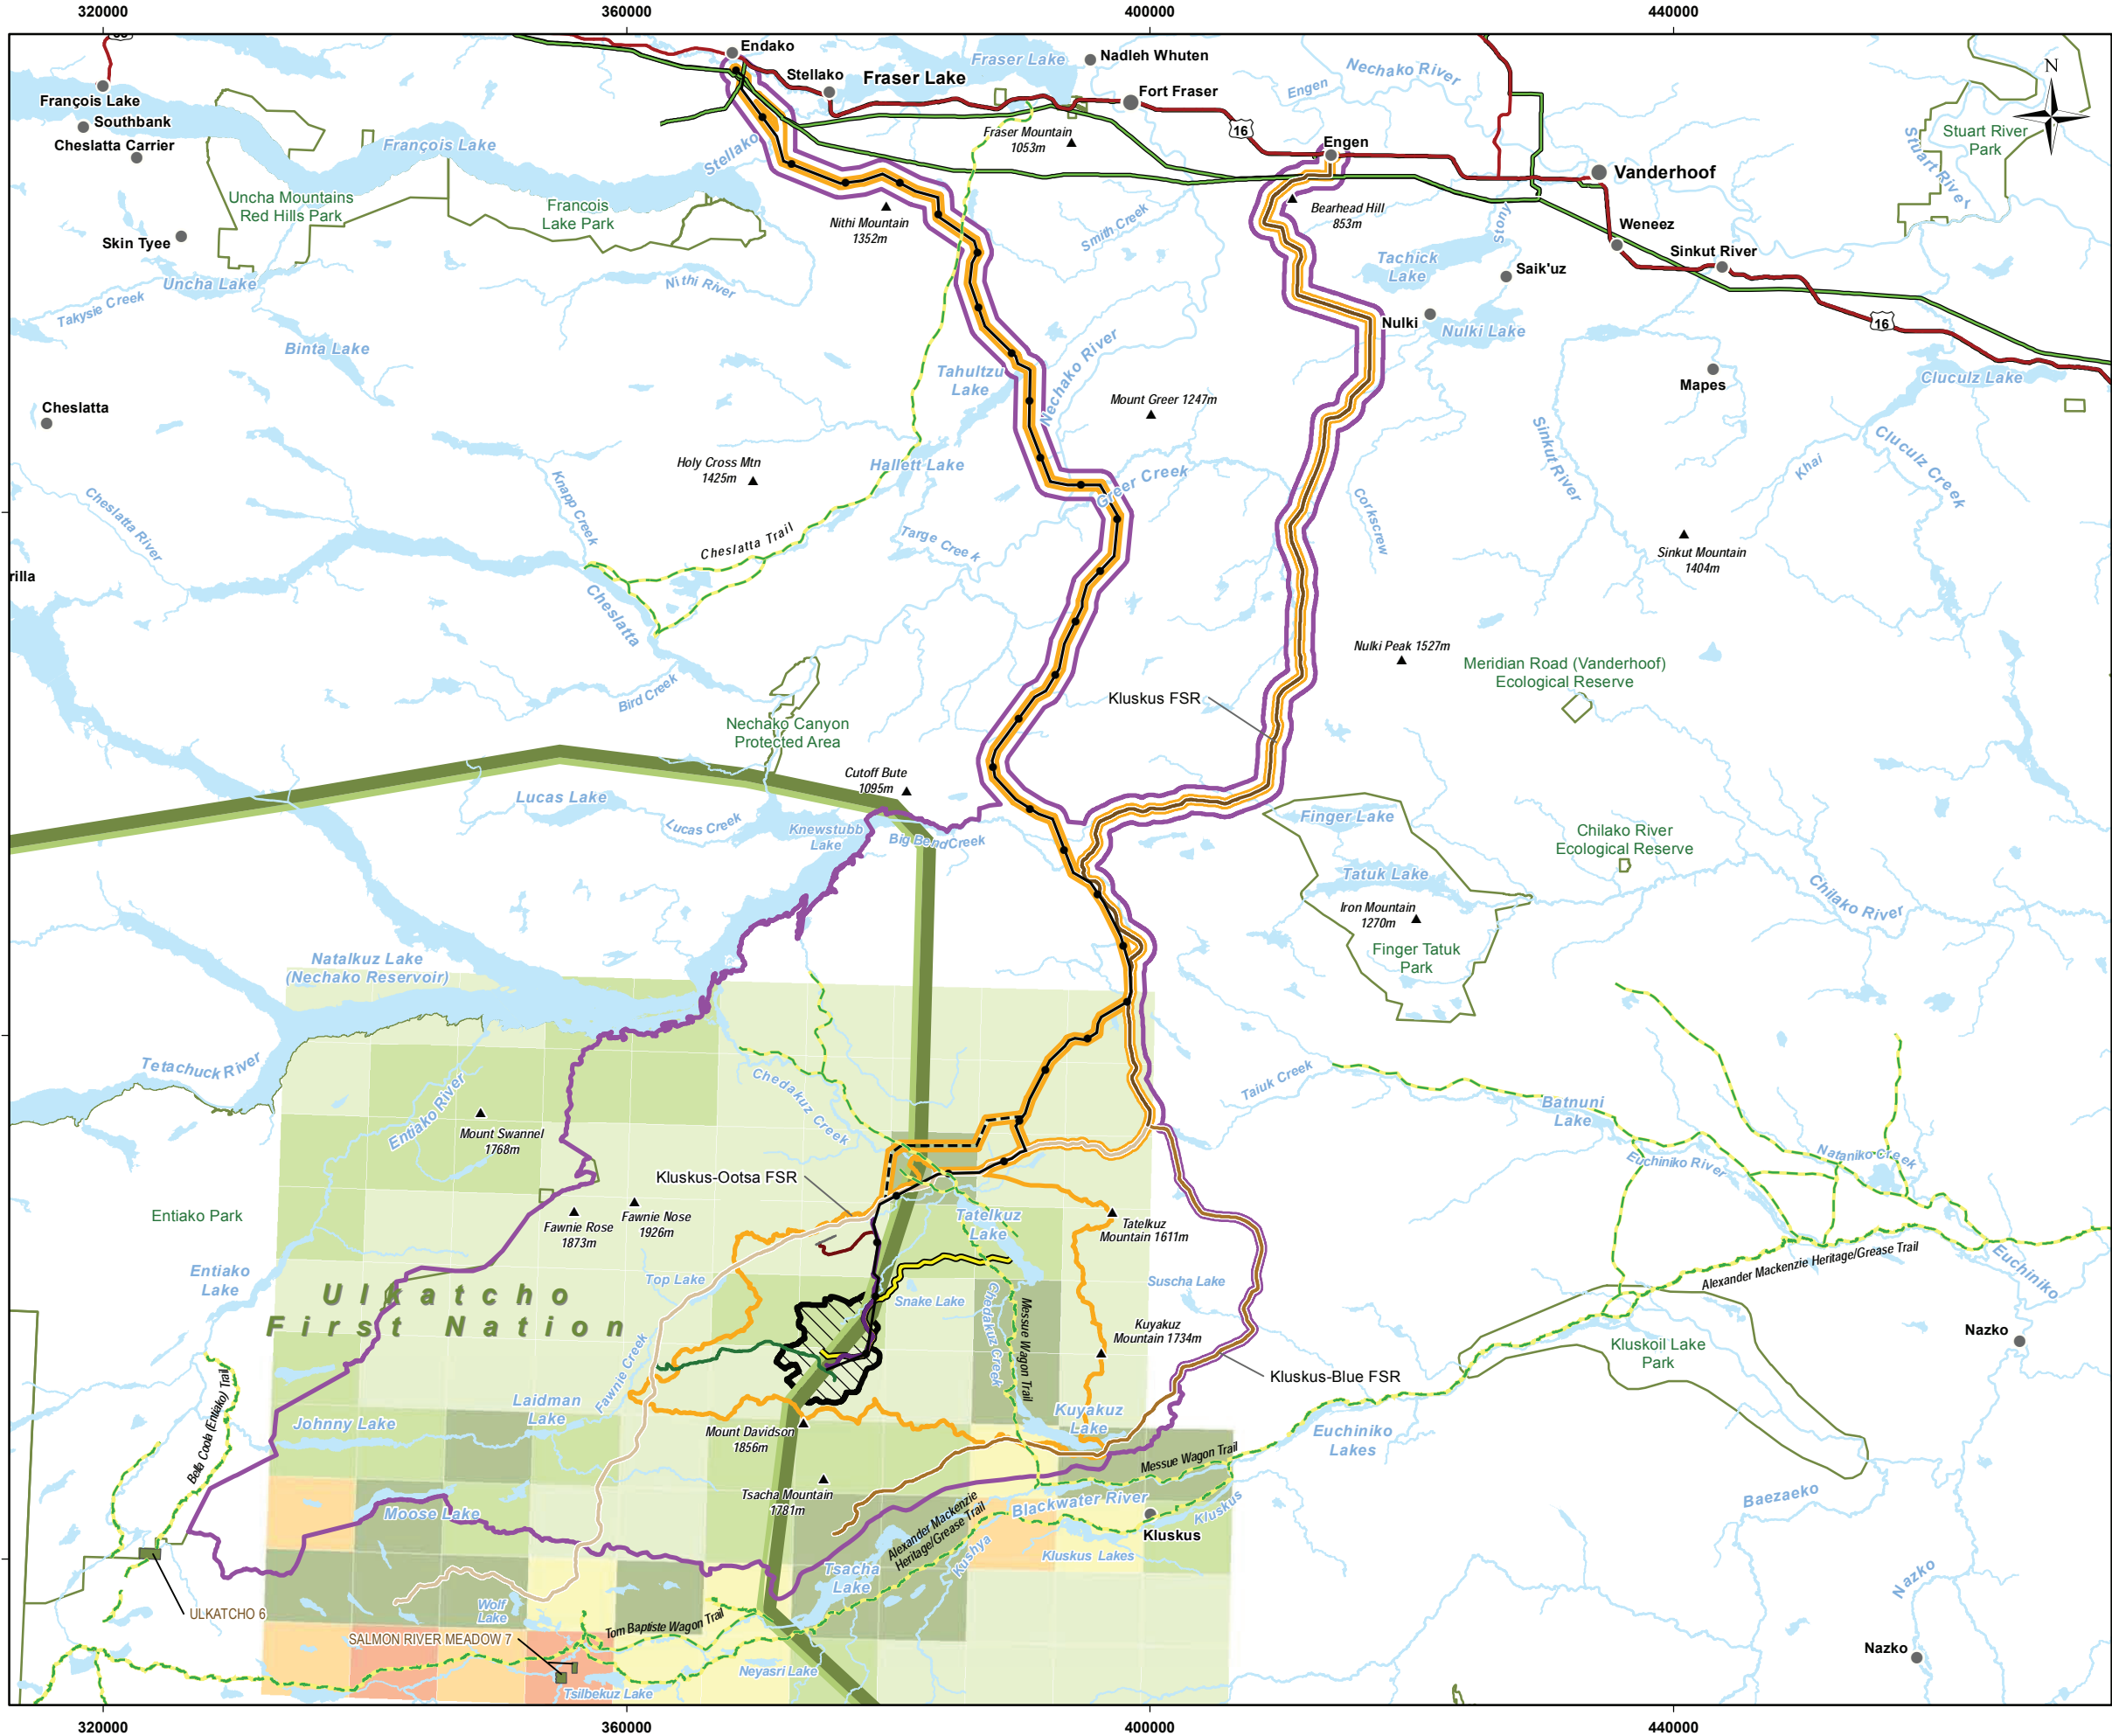 320000
360000
400000
440000
Endako
Nadleh Whuten
Fraser Lake
Stellako
Fraser Lake
Fort Fraser
Engen
Nechako River
N
François Lake
Southbank
Cheslatta Carrier
François Lake
Stellako
Fraser Mountain
1053m
16
Engen
Vanderhoof
Stuart River
Park
Stuart River
Uncha Mountains
Red Hills Park
Francois
Lake Park
Nithi Mountain
1352m
Smith Creek
Bearhead Hill
853m
Stony
Weneez
Sinkut River
Skin Tyee
Uncha Lake
Takysie Creek
Nithi River
Tachick
Lake
Saik'uz
Nulki
Nulki Lake
16
Binta Lake
Tahultzu
Lake
Nechako River
Mount Greer 1247m
Mapes
Cluculz Lake
Cheslatta
Holy Cross Mtn
1425m
Hallett Lake
Greer Creek
Sinkut River
Khai
Cluculz Creek
Cheslatta River
Knapp Creek
Cheslatta Trail
Targe Creek
Corkscrew
Sinkut Mountain
1404m
rilla
Cheslatta
Bird Creek
Nulki Peak 1527m
Meridian Road (Vanderhoof)
Ecological Reserve
Kluskus FSR
Nechako Canyon
Protected Area
Cutoff Bute
1095m
Lucas Lake
Lucas Creek
Knewstubb
Lake
Big Bend Creek
Finger Lake
Chilako River
Ecological Reserve
Tatuk Lake
Iron Mountain
1270m
Chilako River
Finger Tatuk
Park
Natalkuz Lake
(Nechako Reservoir)
Tetachuck River
Entiako River
Chedakuz Creek
Taiuk Creek
Batnuni
Lake
Mount Swannel
1768m
Euchiniko River
Nataniko Creek
Kluskus-Ootsa FSR
Entiako Park
Fawnie Rose
1873m
Fawnie Nose
1926m
Tatelkuz
Lake
Tatelkuz
Mountain 1611m
Alexander Mackenzie Heritage/Grease Trail
Euchiniko
Entiako
Lake
Top Lake
Suscha Lake
Ulkatcho
First Nation
Snake Lake
Chedakuz Creek
Messue Wagon Trail
Kuyakuz
Mountain 1734m
Nazko
Kluskoil Lake
Park
Kluskus-Blue FSR
Bella Coola (Entiako) Trail
Fawnie Creek
Johnny Lake
Laidman
Lake
Mount Davidson
1856m
Kuyakuz
Lake
Euchiniko
Lakes
Messue Wagon Trail
Tsacha Mountain
1781m
Moose Lake
Alexander Mackenzie
Heritage/Grease Trail
Blackwater River
Kluskus
Kluskus
Baezaeko
Kushya
Kluskus Lakes
Tsacha
Lake
Nazko
ULKATCHO 6
Wolf
Lake
Tom Baptiste Wagon Trail
SALMON RIVER MEADOW 7
Neyasri Lake
Tsilbekuz Lake
Nazko
320000
360000
400000
440000